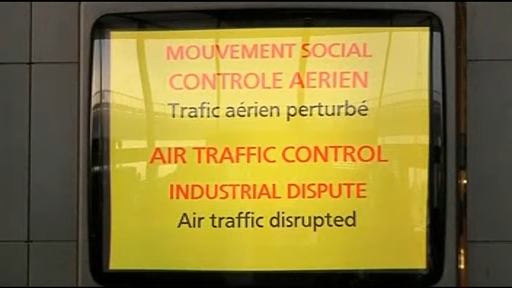 MOUVEMENT SOCIAL
CONTROLE AERIEN
Trafic aérien perturbé
AIR TRAFFIC CONTROL
INDUSTRIAL DISPUTE
Air traffic disrupted